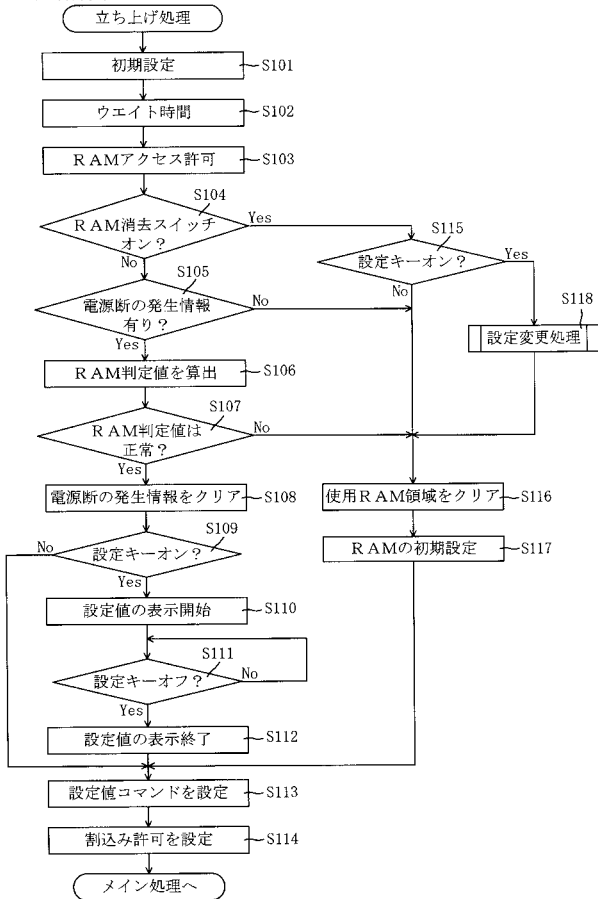 立ち上げ処理
初期設定
S101
ウエイト時間
S102
RAMアクセス許可
S103
S104
RAM消去スイッチ
オン?
Yes
No
S115
設定キーオン?
Yes
No
S105
電源断の発生情報
有り?
No
Yes
S118
設定変更処理
RAM判定値を算出
S106
S107
RAM判定値は
正常?
No
Yes
電源断の発生情報をクリア
S108
使用RAM領域をクリア
S116
S109
設定キーオン?
No
Yes
RAMの初期設定
S117
設定値の表示開始
S110
S111
設定キーオフ?
No
Yes
設定値の表示終了
S112
設定値コマンドを設定
S113
割込み許可を設定
S114
メイン処理へ